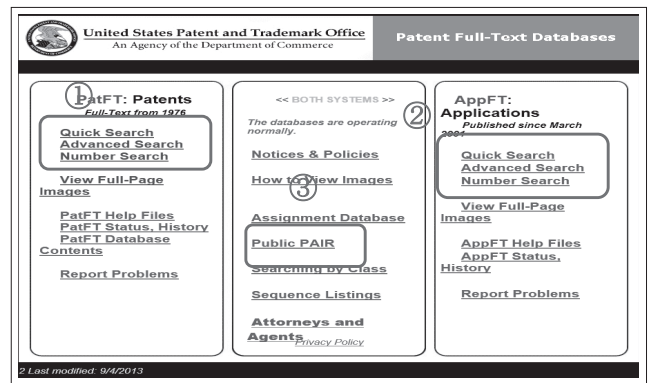 United States Patent and Trademark Office
An Agency of the Department of Commerce
Patent Full-Text Databases
①
PatFT: Patents
Full-Text from 1976
Quick Search
Advanced Search
Number Search
View Full-Page
Images
PatFT Help Files
PatFT Status, History
PatFT Database
Contents
Report Problems
<< BOTH SYSTEMS >>
The databases are operating
normally.
Notices & Policies
How to View Images
③
Assignment Database
Public PAIR
Searching by Class
Sequence Listings
Attorneys and
Agents
Privacy Policy
②
AppFT:
Applications
Published since March
2001
Quick Search
Advanced Search
Number Search
View Full-Page
Images
AppFT Help Files
AppFT Status,
History
Report Problems
2 Last modified: 9/4/2013